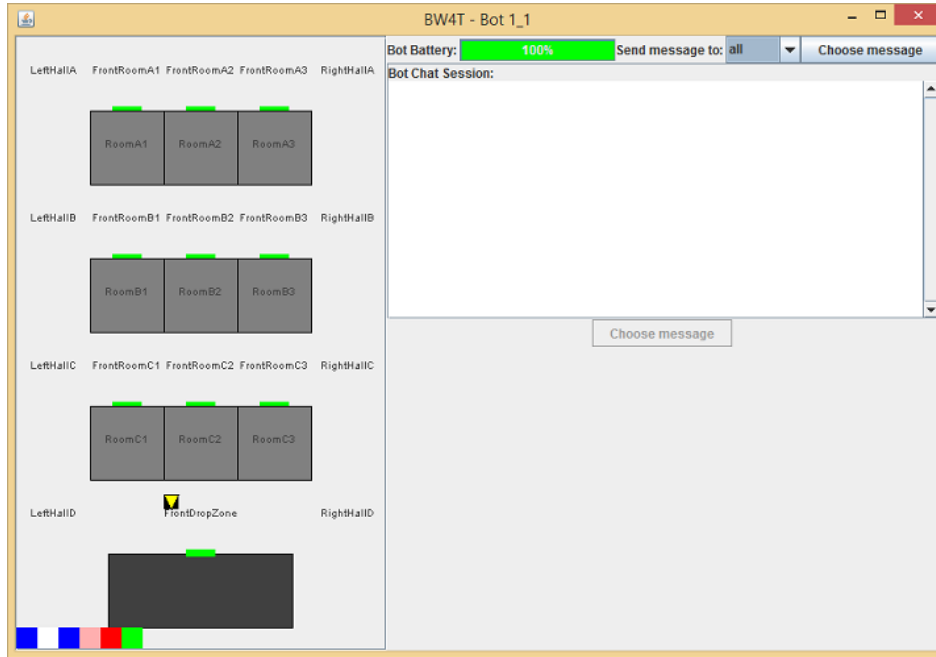 BW4T - Bot 1_1
Bot Battery: 100% Send message to: all Choose message
Bot Chat Session:
Choose message
LeftHallA FrontRoomA1 FrontRoomA2 FrontRoomA3 RightHallA
RoomA1 RoomA2 RoomA3
LeftHallB FrontRoomB1 FrontRoomB2 FrontRoomB3 RightHallB
RoomB1 RoomB2 RoomB3
LeftHallC FrontRoomC1 FrontRoomC2 FrontRoomC3 RightHallC
RoomC1 RoomC2 RoomC3
LeftHallD FrontDropZone RightHallD